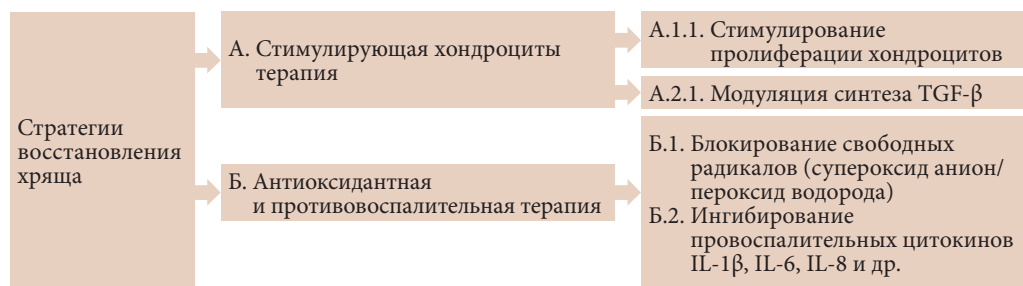 Стратегии
восстановления
хряща
А. Стимулирующая хондроциты
терапия
А.1.1. Стимулирование
пролиферации хондроцитов
А.2.1. Модуляция синтеза TGF-β
Б. Антиоксидантная
и противовоспалительная терапия
Б.1. Блокирование свободных
радикалов (супероксид анион/
пероксид водорода)
Б.2. Ингибирование
провоспалительных цитокинов
IL-1β, IL-6, IL-8 и др.